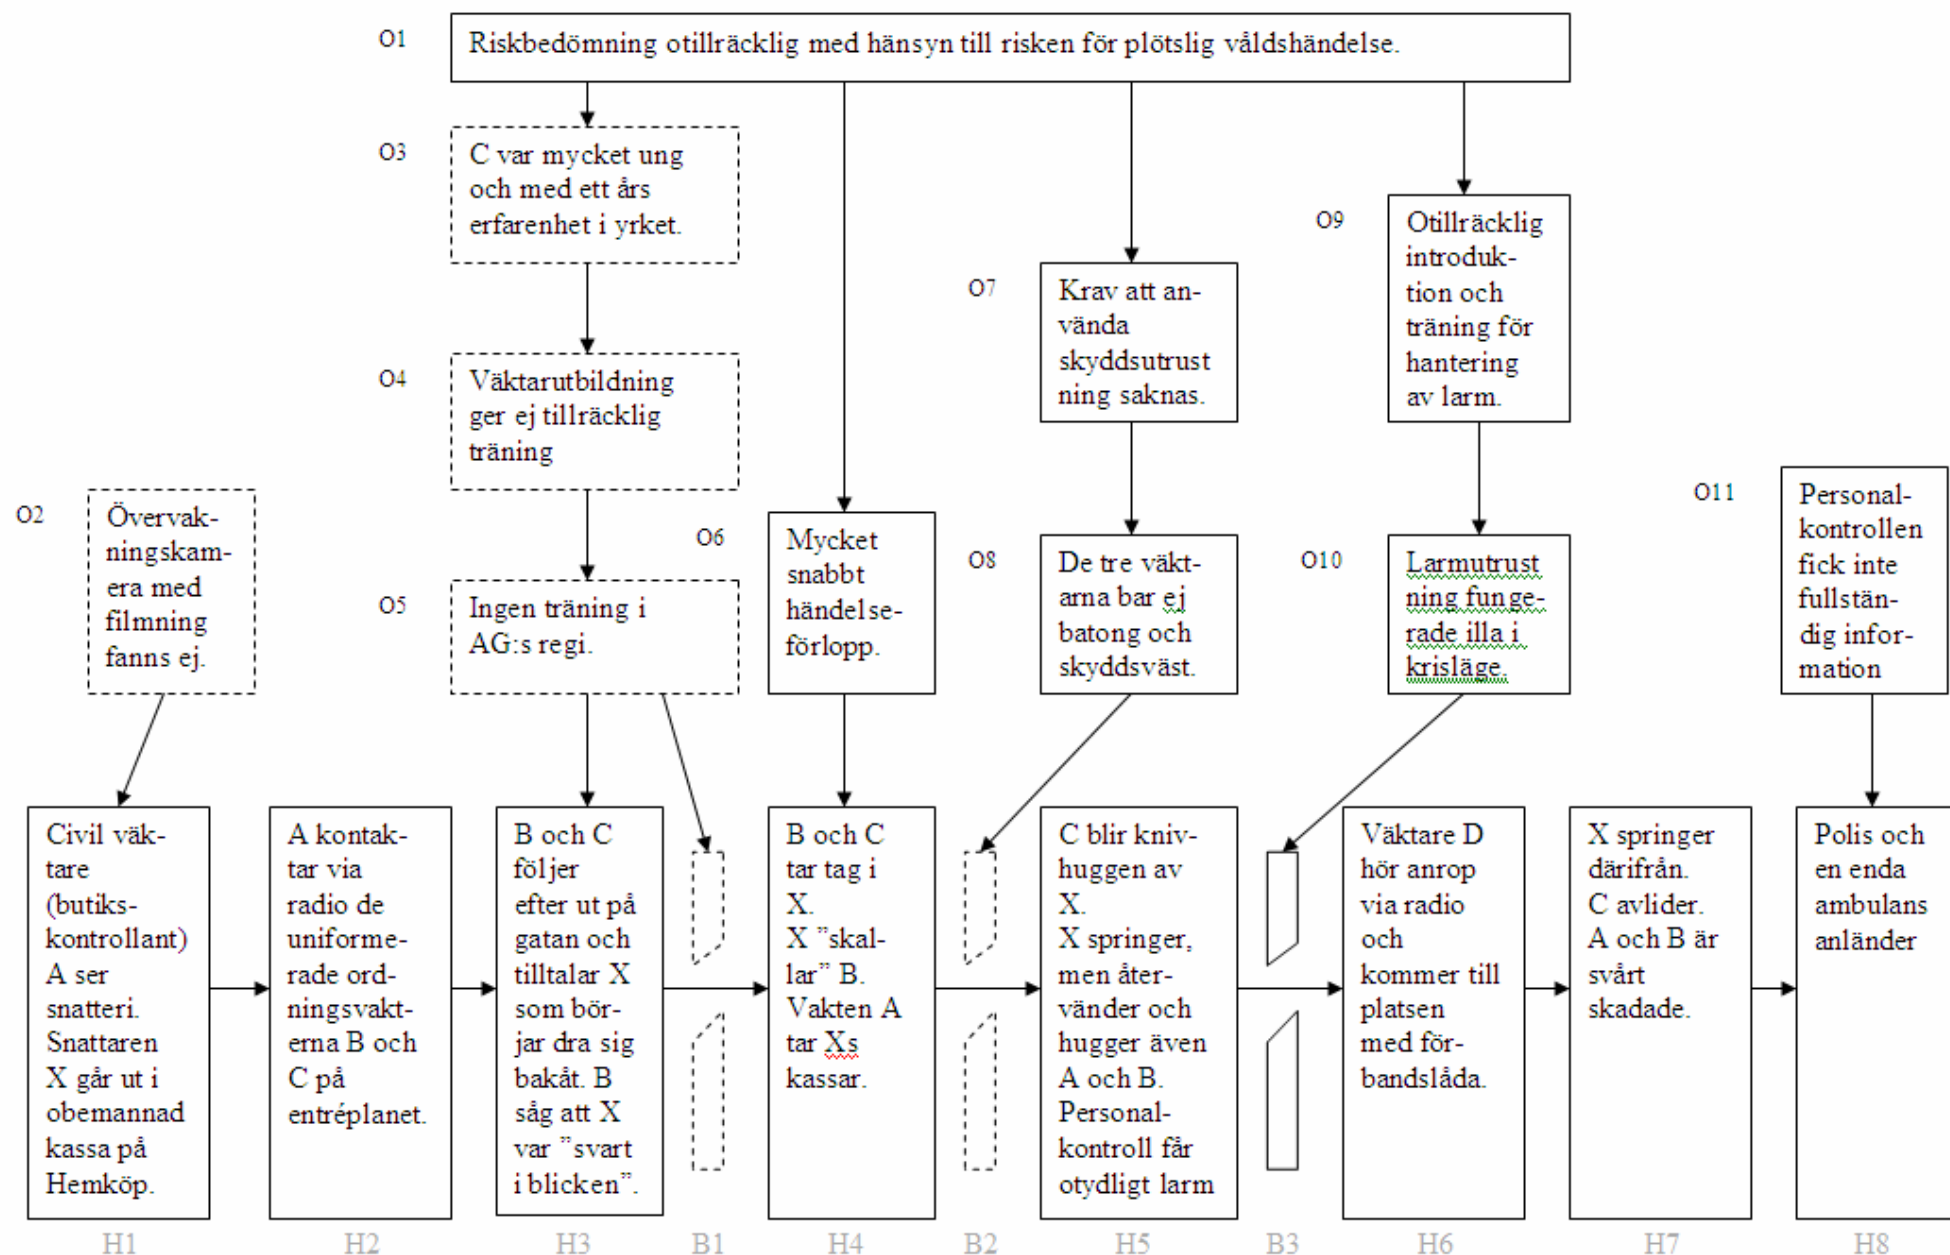 O1
Riskbedömning otillräcklig med hänsyn till risken för plötslig våldshändelse.
O3
C var mycket ung
och med ett års
erfarenhet i yrket.
O4
Väktarutbildning
ger ej tillräcklig
träning
O5
Ingen träning i
AG:s regi.
O2
Övervak-
ningskam-
era med
filmning
fanns ej.
O6
Mycket
snabbt
händelse-
förlopp.
O7
Krav att an-
vända
skyddsutrust
ning saknas.
O8
De tre väkt-
arna bar ej
batong och
skyddsväst.
O9
Otillräcklig
introduk-
tion och
träning för
hantering
av larm.
O10
Larmutrust
ning funge-
rade illa i
krisläge.
O11
Personal-
kontrollen
fick inte
fullstän-
dig infor-
mation
Civil väk-
tare
(butiks-
kontrollant)
A ser
snatteri.
Snattaren
X går ut i
obemannad
kassa på
Hemköp.
H1
A kontak-
tar via
radio de
uniforme-
rade ord-
ningsvakt-
erna B och
C på
entréplanet.
H2
B och C
följer
efter ut på
gatan och
tilltalar X
som bör-
jar dra sig
bakåt. B
såg att X
var ”svart
i blicken”.
H3
B1
B och C
tar tag i
X.
X ”skal-
lar” B.
Vakten A
tar Xs
kassar.
H4
B2
C blir kniv-
huggen av
X.
X springer,
men åter-
vänder och
hugger även
A och B.
Personal-
kontroll får
otydligt larm
H5
B3
Väktare D
hör anrop
via radio
och
kommer till
platsen
med för-
bandslåda.
H6
X springer
därifrån.
C avlider.
A och B är
svårt
skadade.
H7
Polis och
en enda
ambulans
anländer
H8